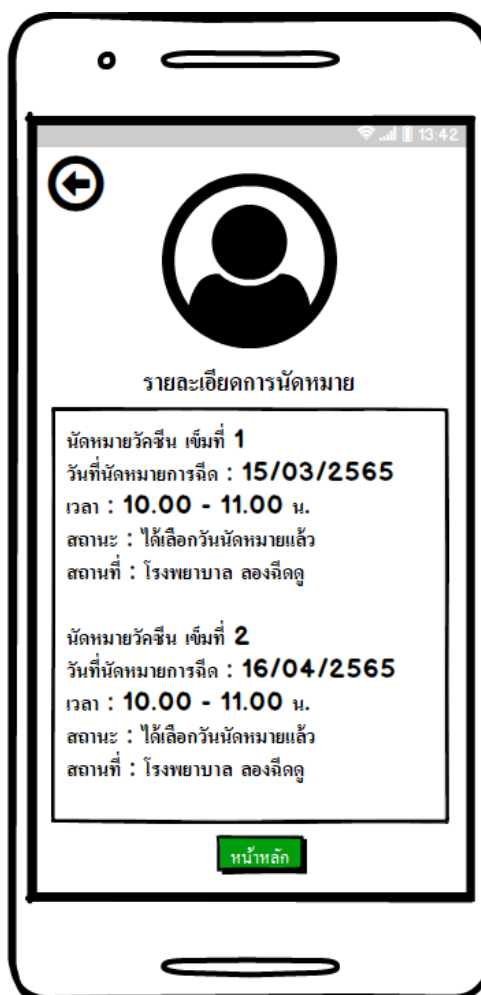 13:42
รายละเอียดการนัดหมาย
นัดหมายวัคซีน เข็มที่ 1
วันที่นัดหมายการฉีด : 15/03/2565
เวลา : 10.00 - 11.00 น.
สถานะ : ได้เลือกวันนัดหมายแล้ว
สถานที่ : โรงพยาบาล ลองฉีดดู
นัดหมายวัคซีน เข็มที่ 2
วันที่นัดหมายการฉีด : 16/04/2565
เวลา : 10.00 - 11.00 น.
สถานะ : ได้เลือกวันนัดหมายแล้ว
สถานที่ : โรงพยาบาล ลองฉีดดู
หน้าหลัก